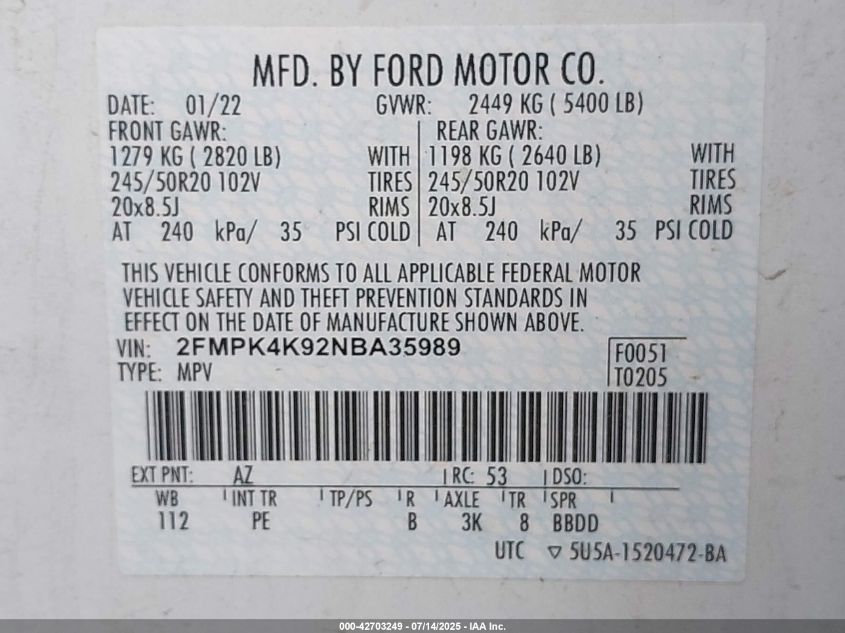 MFD. BY FORD MOTOR CO.
DATE: 01/22 GVWR: 2449 KG ( 5400 LB)
FRONT GAWR: REAR GAWR:
1279 KG ( 2820 LB) WITH 1198 KG ( 2640 LB) WITH
245/50R20 102V TIRES 245/50R20 102V TIRES
20x8.5J RIMS 20x8.5J RIMS
AT 240 kPa/ 35 PSI COLD AT 240 kPa/ 35 PSI COLD
THIS VEHICLE CONFORMS TO ALL APPLICABLE FEDERAL MOTOR
VEHICLE SAFETY AND THEFT PREVENTION STANDARDS IN
EFFECT ON THE DATE OF MANUFACTURE SHOWN ABOVE.
VIN: 2FMPK4K92NBA35989 F0051
TYPE: MPV T0205
EXT PNT: AZ RC: 53 DSO:
WB INT TR TP/PS R AXLE TR SPR
112 PE B 3K 8 BBDD
UTC ▽ 5U5A-1520472-BA
000-42703249 - 07/14/2025 - IAA Inc.